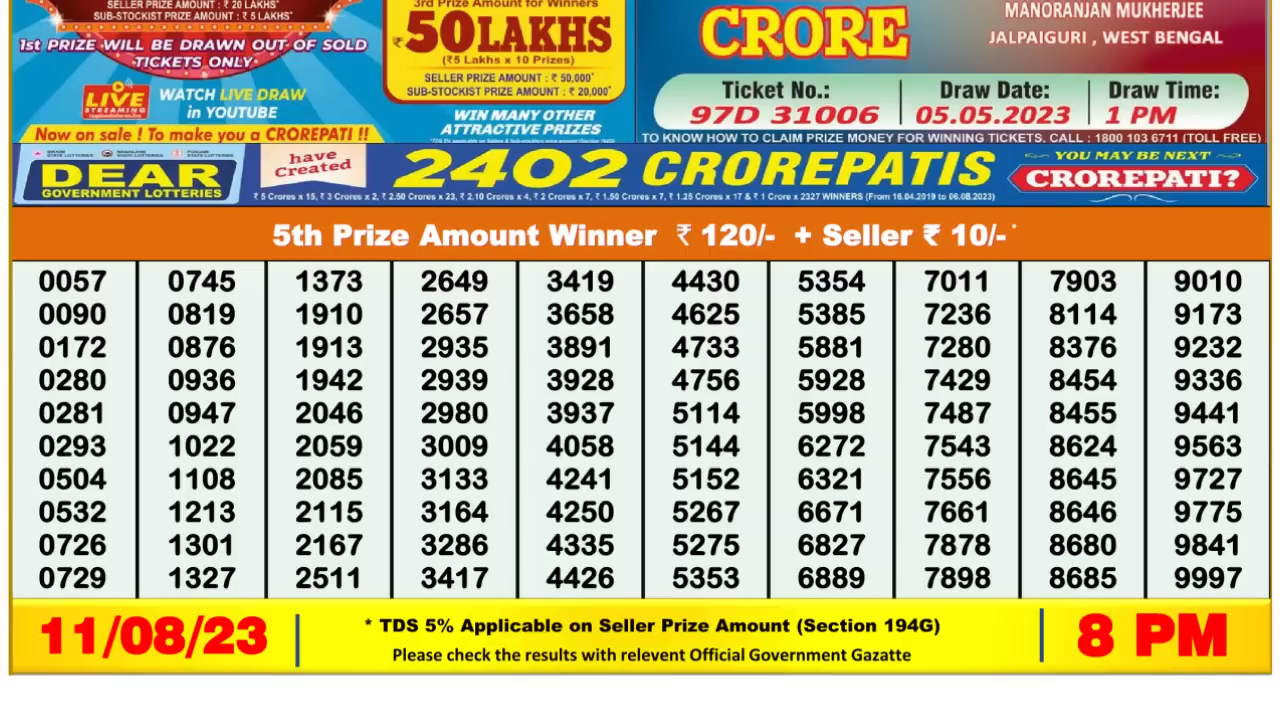 SELLER PRIZE AMOUNT : ₹ 20 LAKHS*
SUB-STOCKIST PRIZE AMOUNT : ₹ 5 LAKHS*
1st PRIZE WILL BE DRAWN OUT OF SOLD
TICKETS ONLY
LIVE
STREAMING
WATCH LIVE DRAW
in YOUTUBE
Now on sale ! To make you a CROREPATI !!
3rd Prize Amount for Winners
₹50 LAKHS
(₹5 Lakhs x 10 Prizes)
SELLER PRIZE AMOUNT : ₹ 50,000*
SUB-STOCKIST PRIZE AMOUNT : ₹ 20,000*
WIN MANY OTHER
ATTRACTIVE PRIZES
CRORE
MANORANJAN MUKHERJEE
JALPAIGURI , WEST BENGAL
Ticket No.: Draw Date: Draw Time:
97D 31006 05.05.2023 1 PM
TO KNOW HOW TO CLAIM PRIZE MONEY FOR WINNING TICKETS, CALL : 1800 103 6711 (TOLL FREE)
DEAR
GOVERNMENT LOTTERIES
have
Created
2402 CROREPATIS
₹ 5 Crores x 15, ₹ 3 Crores x 2, ₹ 2.50 Crores x 23, ₹ 2.10 Crores x 4, ₹ 2 Crores x 7, ₹ 1.50 Crores x 7, ₹ 1.25 Crores x 17 & ₹ 1 Crore x 2327 WINNERS (From 16.04.2019 to 06.08.2023)
YOU MAY BE NEXT
CROREPATI?
5th Prize Amount Winner ₹ 120/- + Seller ₹ 10/-*
0057 0745 1373 2649 3419 4430 5354 7011 7903 9010
0090 0819 1910 2657 3658 4625 5385 7236 8114 9173
0172 0876 1913 2935 3891 4733 5881 7280 8376 9232
0280 0936 1942 2939 3928 4756 5928 7429 8454 9336
0281 0947 2046 2980 3937 5114 5998 7487 8455 9441
0293 1022 2059 3009 4058 5144 6272 7543 8624 9563
0504 1108 2085 3133 4241 5152 6321 7556 8645 9727
0532 1213 2115 3164 4250 5267 6671 7661 8646 9775
0726 1301 2167 3286 4335 5275 6827 7878 8680 9841
0729 1327 2511 3417 4426 5353 6889 7898 8685 9997
11/08/23
* TDS 5% Applicable on Seller Prize Amount (Section 194G)
Please check the results with relevent Official Government Gazatte
8 PM